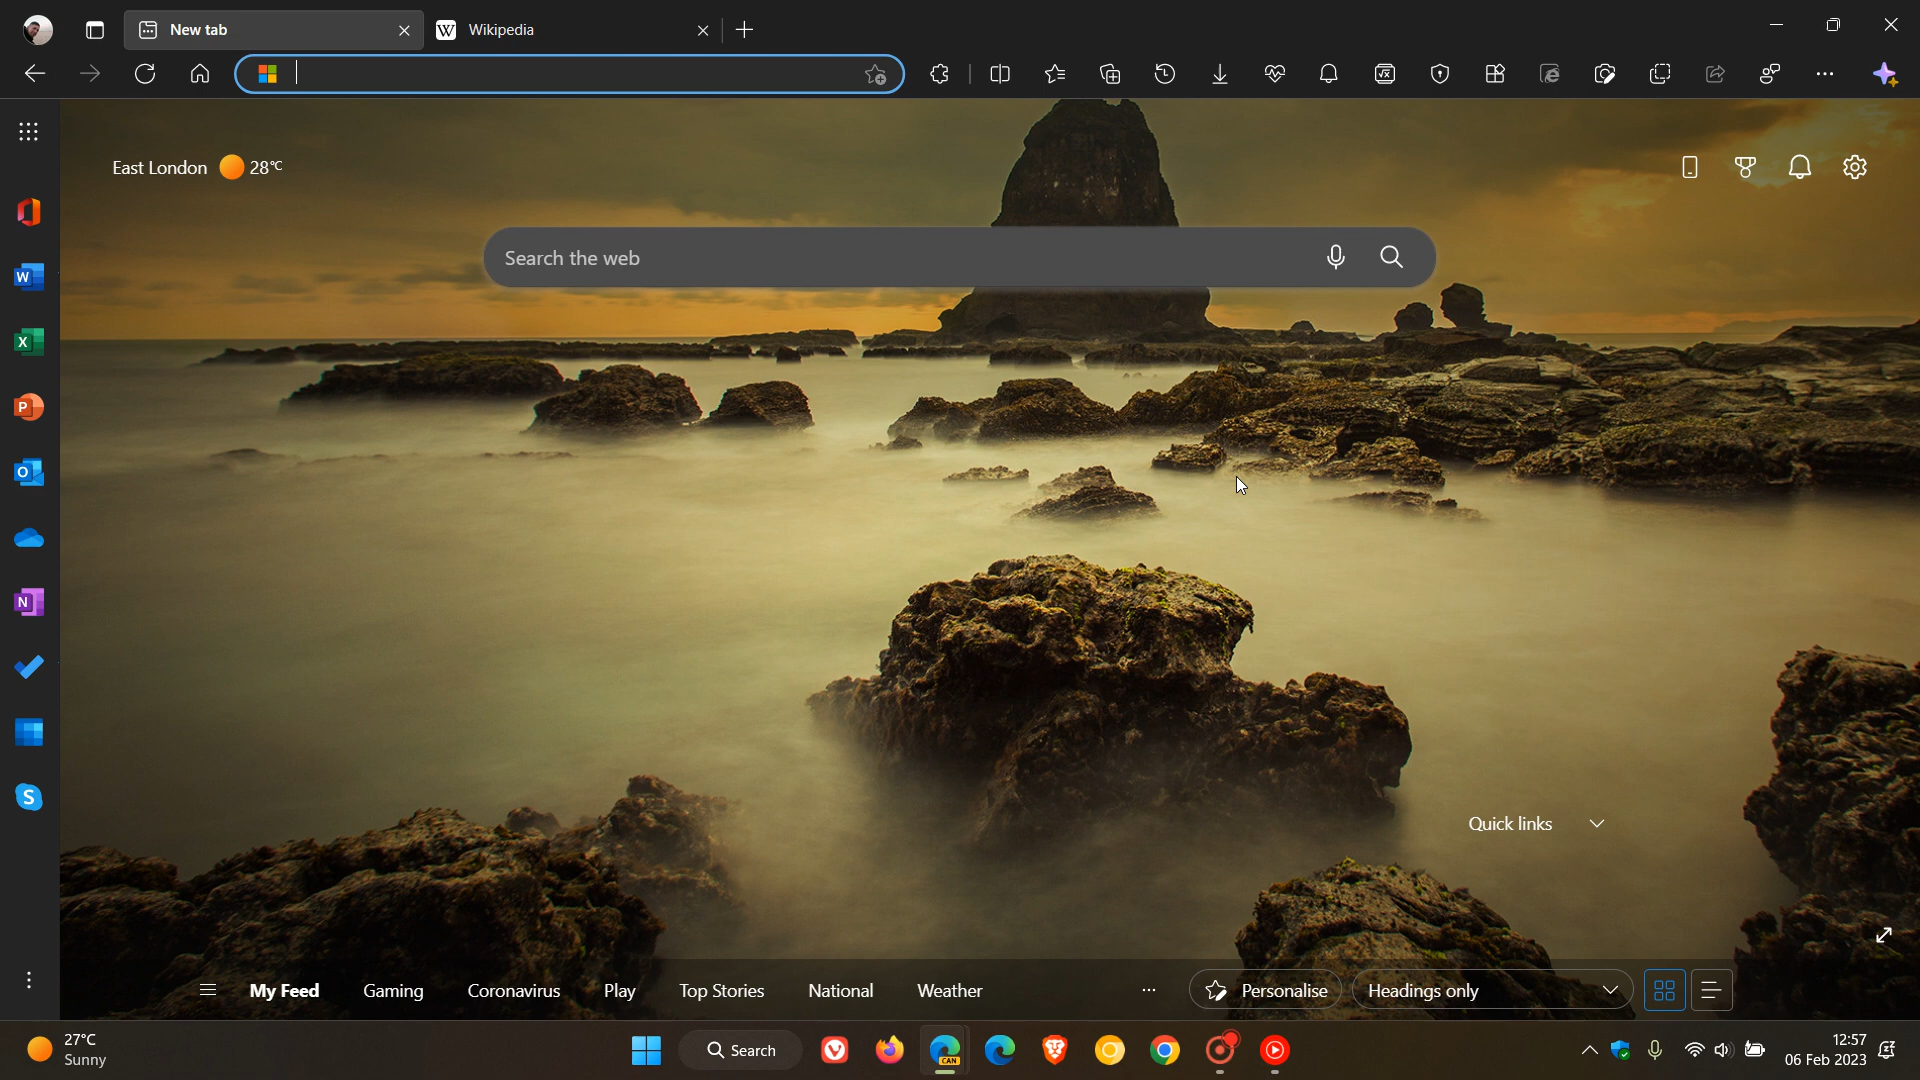 New tab
W Wikipedia
East London 28°C
Search the web
W
X
P
O
N
S
Quick links
My Feed Gaming Coronavirus Play Top Stories National Weather Personalise Headings only
27°C
Sunny
Search
CAN
12:57
06 Feb 2023